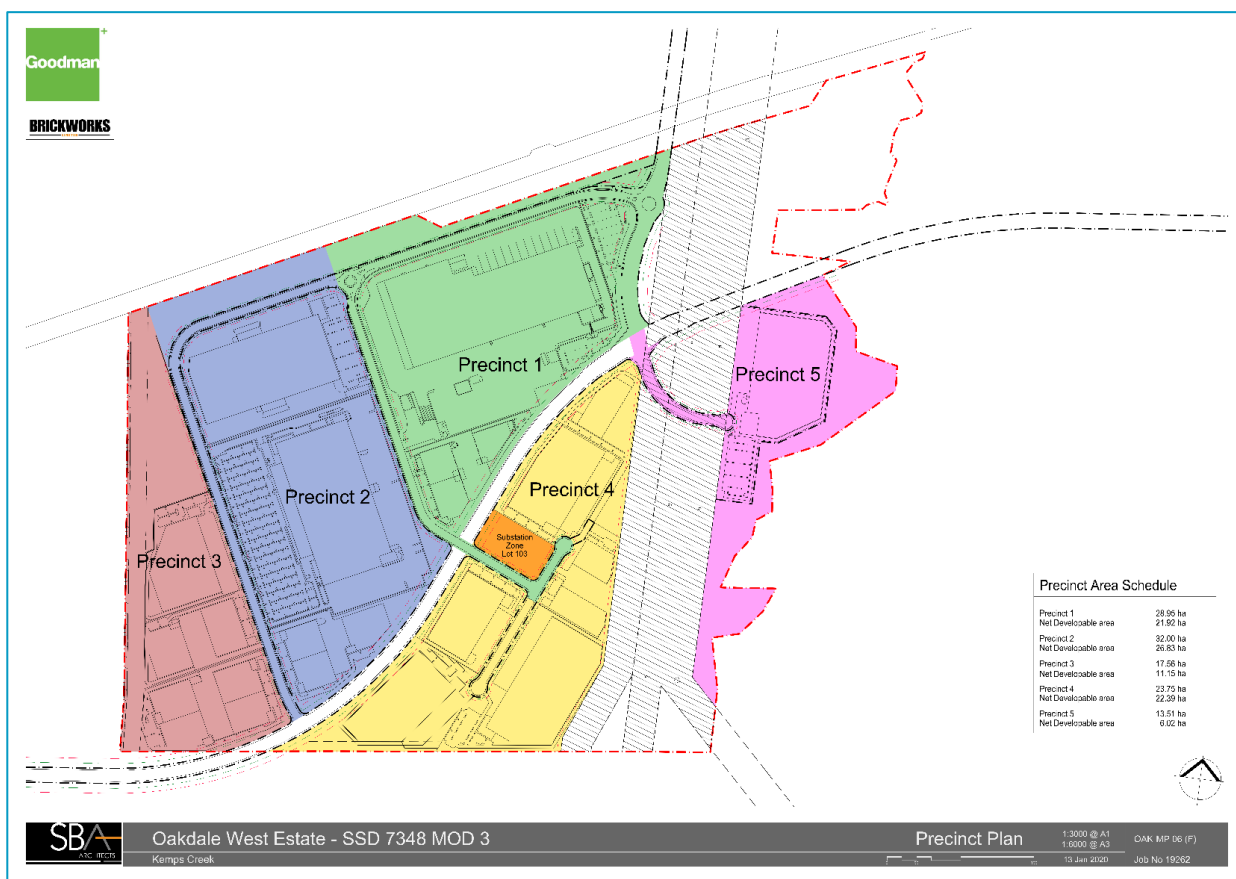 Goodman
BRICKWORKS
Precinct 1
Precinct 5
Precinct 2
Precinct 4
Substation
Zone
Lot 103
Precinct 3
Precinct Area Schedule
Precinct 1 28.95 ha
Net Developable area 21.92 ha
Precinct 2 32.00 ha
Net Developable area 26.83 ha
Precinct 3 17.56 ha
Net Developable area 11.15 ha
Precinct 4 23.75 ha
Net Developable area 22.39 ha
Precinct 5 13.51 ha
Net Developable area 6.02 ha
SBA
ARCHITECTS
Oakdale West Estate - SSD 7348 MOD 3
Kemps Creek
Precinct Plan
1:3000 @ A1
1:6000 @ A3
13 Jan 2020
OAK MP 06 (F)
Job No 19262